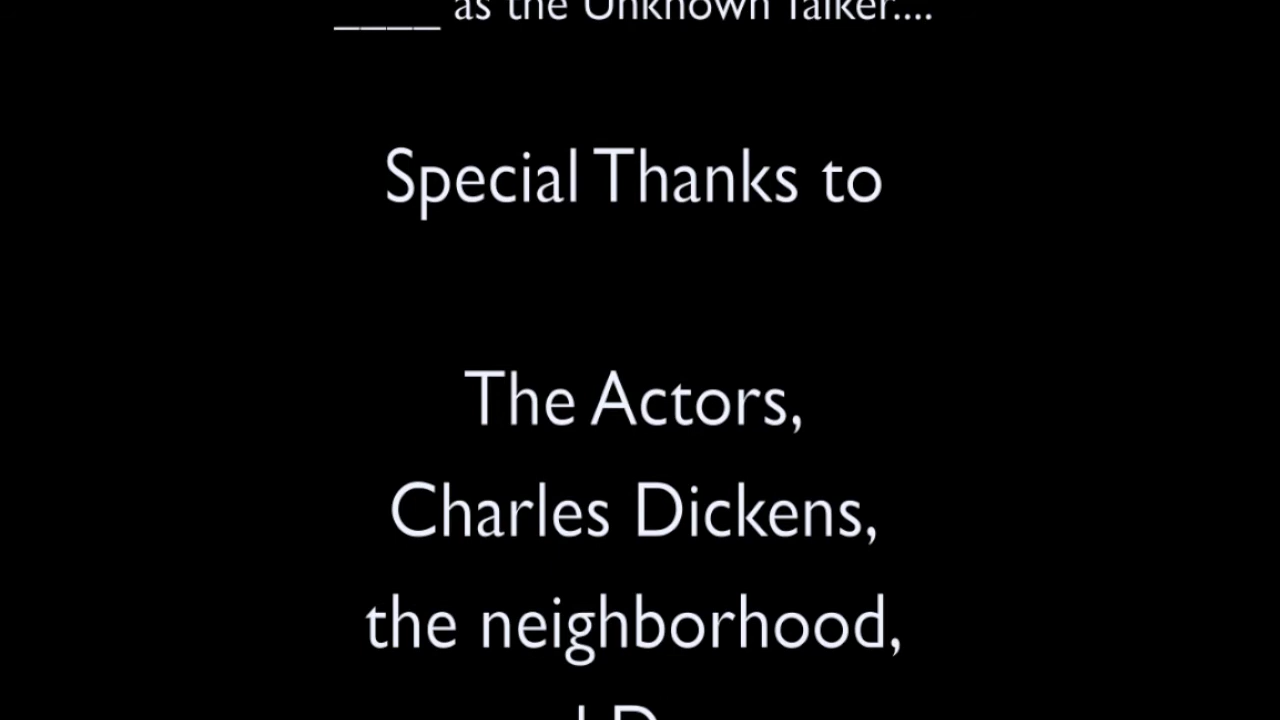 ____ as the Unknown Talker....
Special Thanks to
The Actors,
Charles Dickens,
the neighborhood,